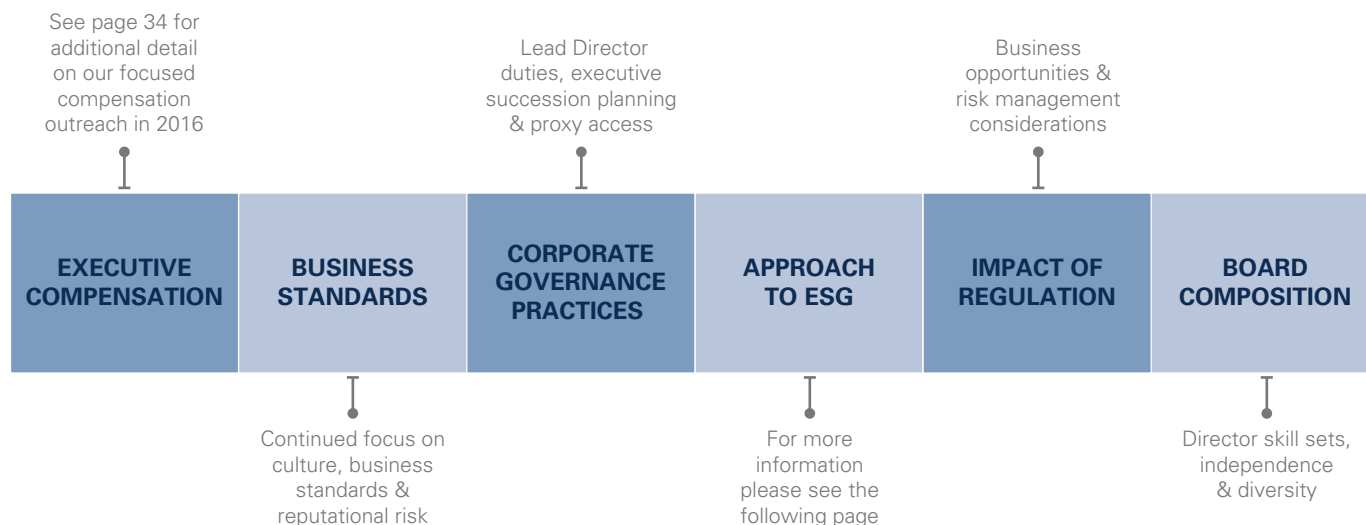 See page 34 for
additional detail
on our focused
compensation
outreach in 2016
Lead Director
duties, executive
succession planning
& proxy access
Business
opportunities &
risk management
considerations
EXECUTIVE
COMPENSATION
BUSINESS
STANDARDS
CORPORATE
GOVERNANCE
PRACTICES
APPROACH
TO ESG
IMPACT OF
REGULATION
BOARD
COMPOSITION
Continued focus on
culture, business
standards &
reputational risk
For more
information
please see the
following page
Director skill sets,
independence
& diversity